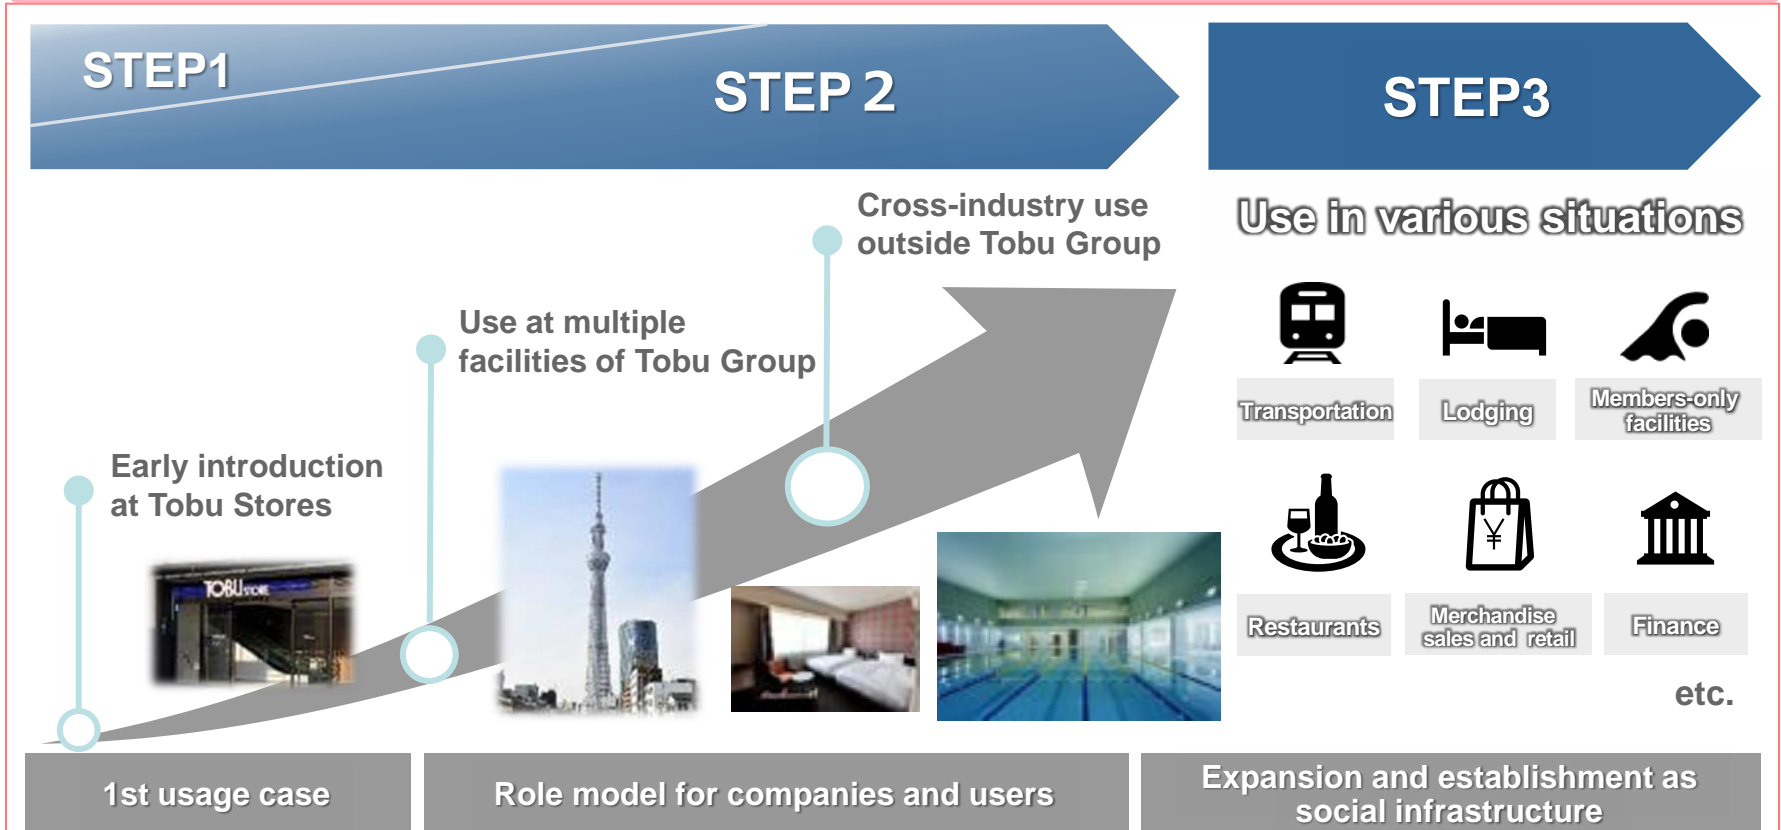 STEP1
STEP 2
STEP3
Cross-industry use
outside Tobu Group
Use in various situations
Use at multiple
facilities of Tobu Group
Early introduction
at Tobu Stores
TOBU STORE
Transportation
Lodging
Members-only
facilities
¥
Restaurants
Merchandise
sales and retail
Finance
etc.
1st usage case
Role model for companies and users
Expansion and establishment as
social infrastructure